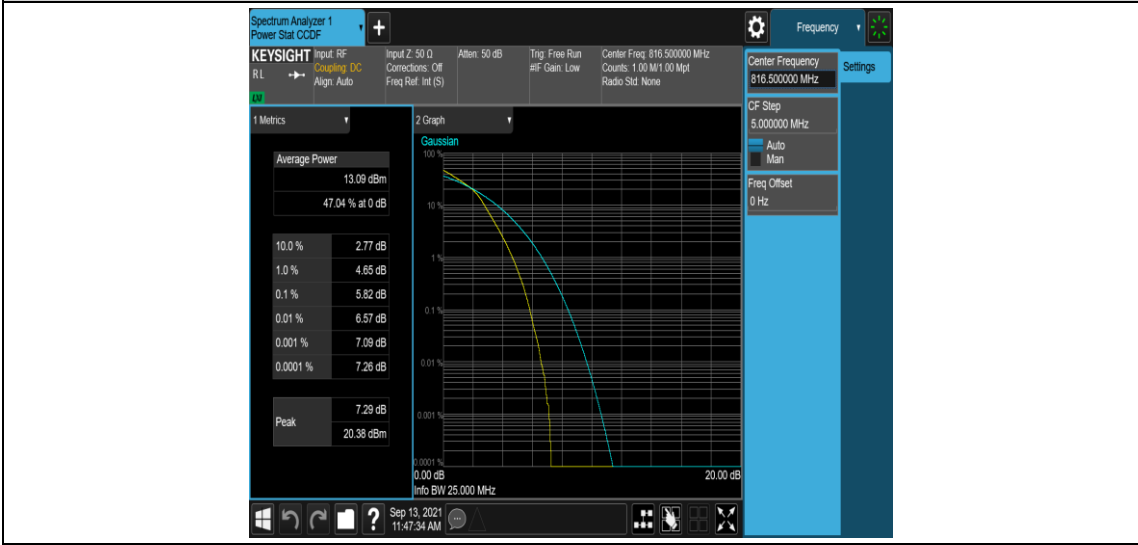 Spectrum Analyzer 1
Power Stat CCDF
+
Frequency
KEYSIGHT
RL
LM
Input: RF
Coupling: DC
Align: Auto
Input Z: 50 Ω
Corrections: Off
Freq Ref: Int (S)
Atten: 50 dB
Trig: Free Run
#IF Gain: Low
Center Freq: 816.500000 MHz
Counts: 1.00 M/1.00 Mpt
Radio Std: None
Center Frequency
816.500000 MHz
Settings
CF Step
5.000000 MHz
Auto
Man
Freq Offset
0 Hz
1 Metrics
Average Power
13.09 dBm
47.04 % at 0 dB
10.0 % 2.77 dB
1.0 % 4.65 dB
0.1 % 5.82 dB
0.01 % 6.57 dB
0.001 % 7.09 dB
0.0001 % 7.26 dB
Peak
7.29 dB
20.38 dBm
2 Graph
Gaussian
100 %
10 %
1 %
0.1 %
0.01 %
0.001 %
0.0001 %
0.00 dB
20.00 dB
Info BW 25.000 MHz
?
Sep 13, 2021
11:47:34 AM